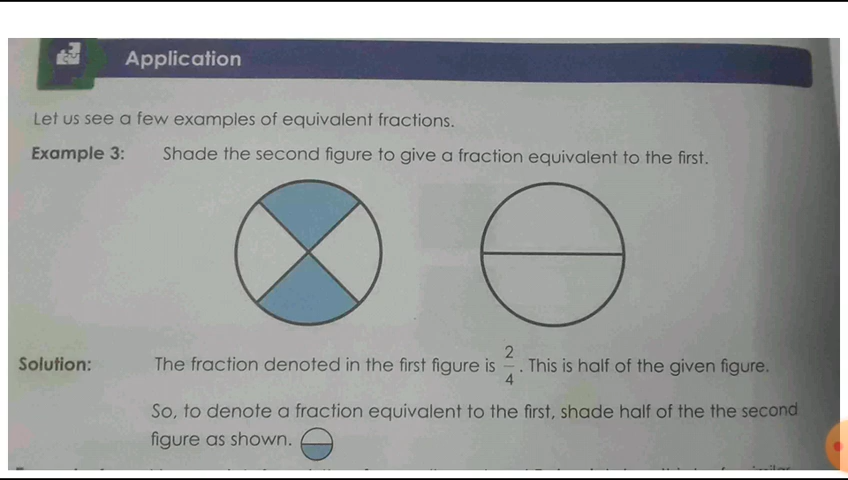 Application
Let us see a few examples of equivalent fractions.
Example 3: Shade the second figure to give a fraction equivalent to the first.
Solution: The fraction denoted in the first figure is 2/4. This is half of the given figure.
So, to denote a fraction equivalent to the first, shade half of the the second
figure as shown.